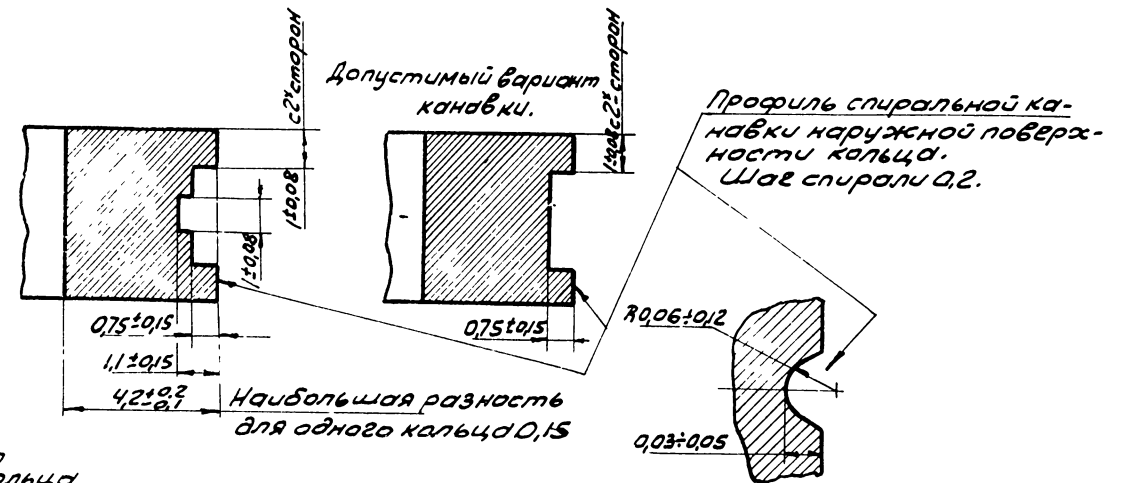 с 2х сторон
1±0,08
1±0,08
0,75±0,15
1,1±0,15
4,2±0,2/0,1
Наибольшая разность
для одного кольца 0,15
Допустимый вариант
канавки.
1±0,08 с 2х сторон
0,75±0,15
Профиль спиральной ка-
навки наружной поверх-
ности кольца.
Шаг спирали 0,2.
R0,06÷0,12
0,03÷0,05
ольца